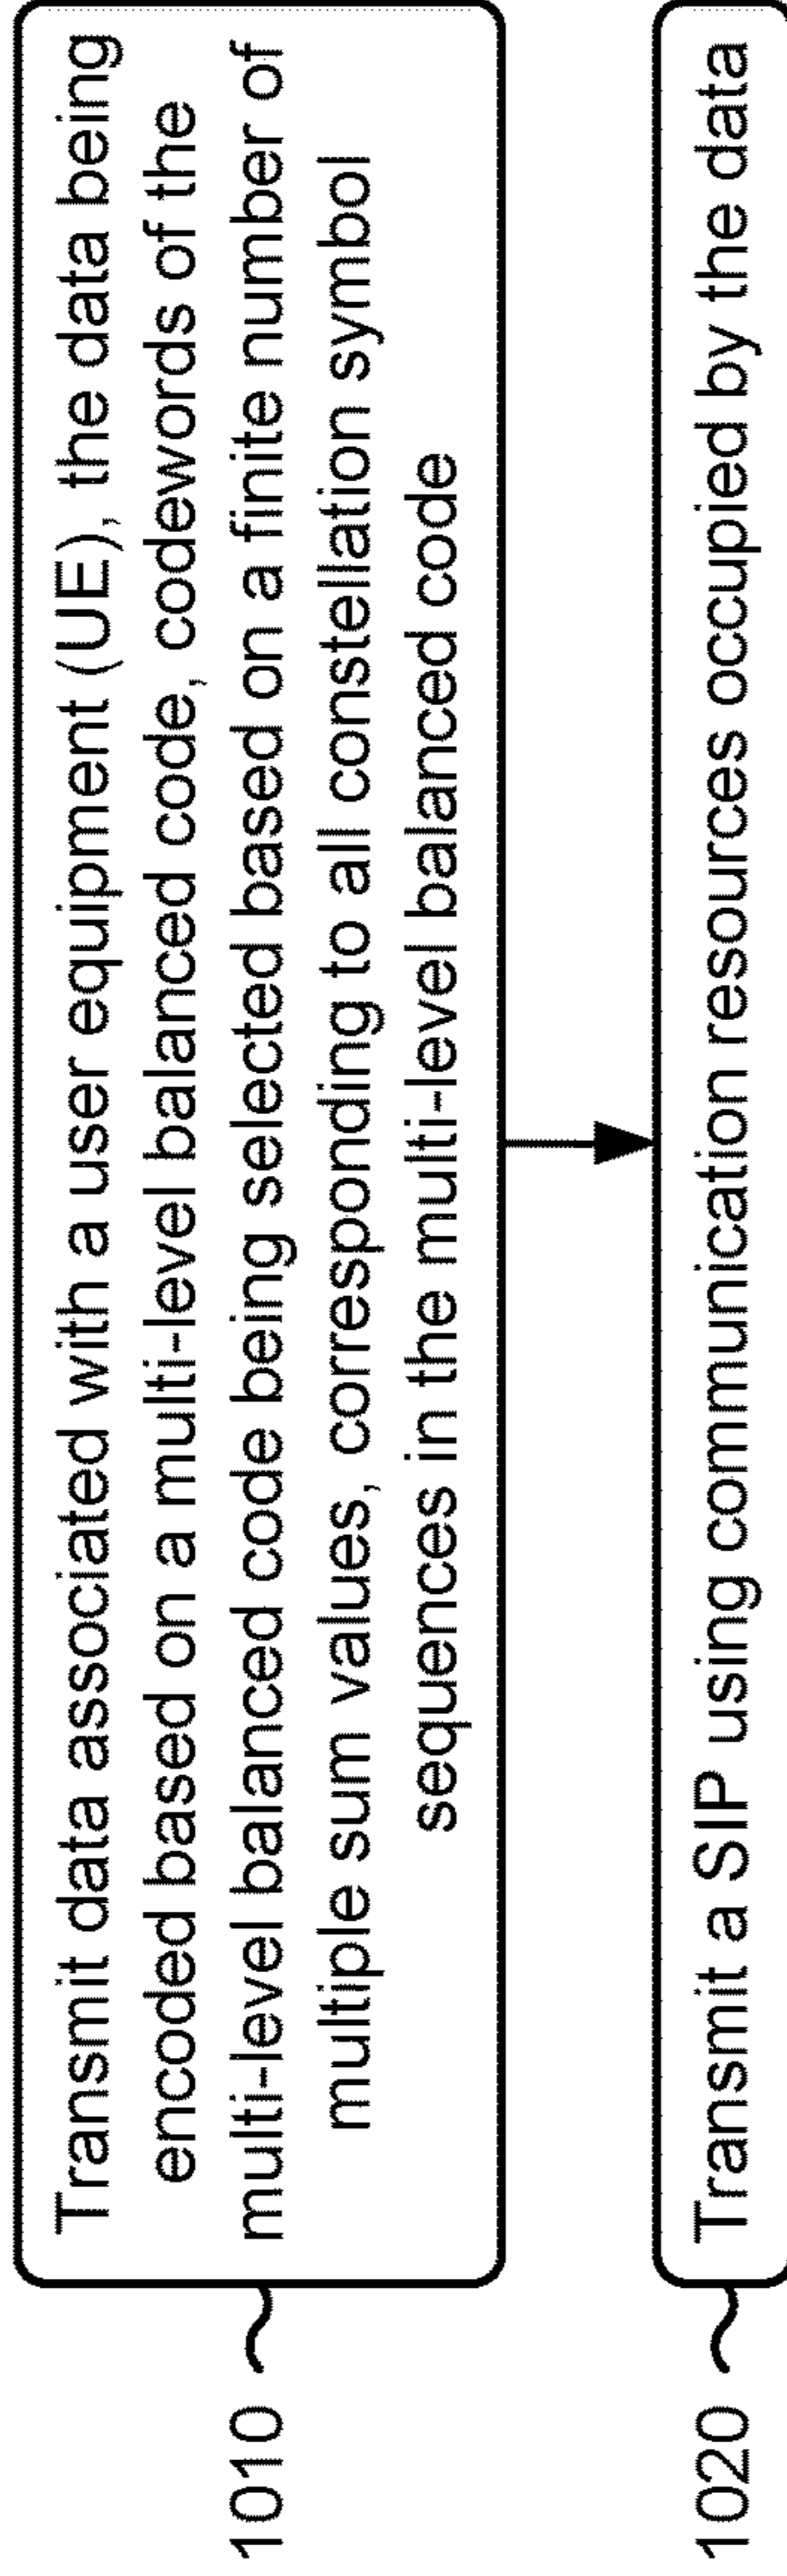 1010
Transmit data associated with a user equipment (UE), the data being
encoded based on a multi-level balanced code, codewords of the
multi-level balanced code being selected based on a finite number of
multiple sum values, corresponding to all constellation symbol
sequences in the multi-level balanced code
1020
Transmit a SIP using communication resources occupied by the data